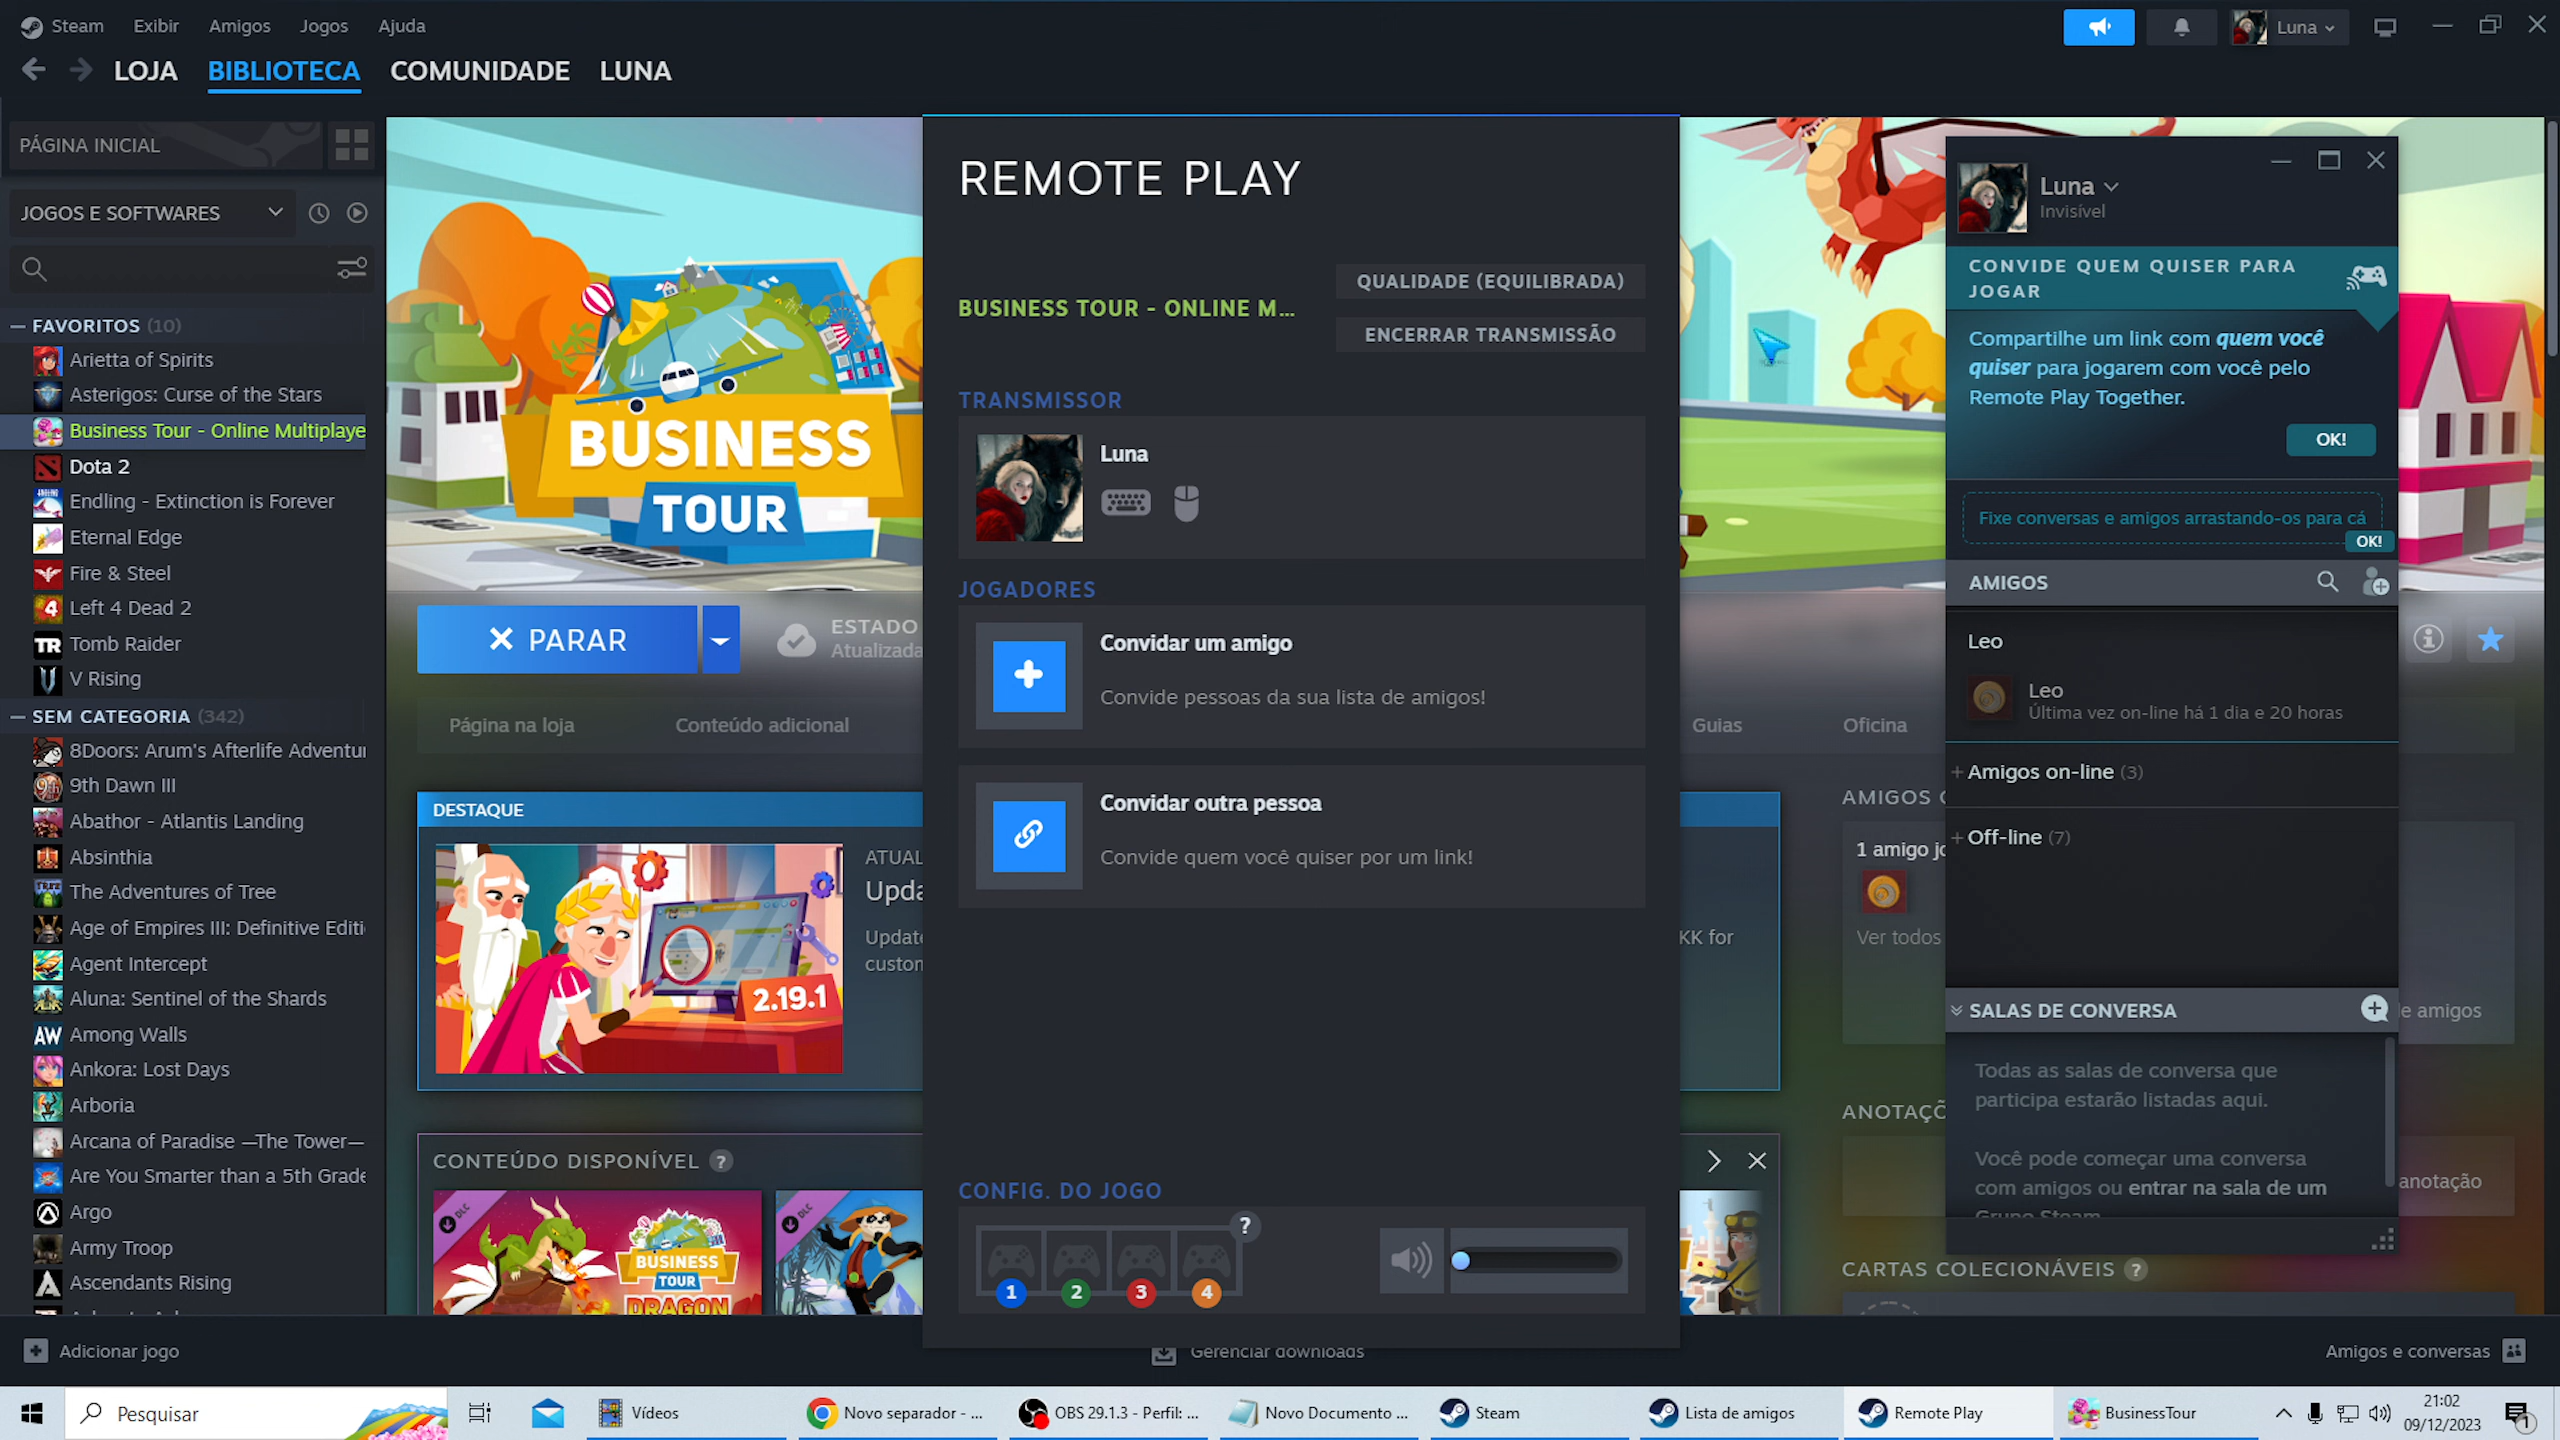 Steam Exibir Amigos Jogos Ajuda
Luna
LOJA BIBLIOTECA COMUNIDADE LUNA
PÁGINA INICIAL
JOGOS E SOFTWARES
FAVORITOS (10)
Arietta of Spirits
Asterigos: Curse of the Stars
Business Tour - Online Multiplaye
Dota 2
Endling - Extinction is Forever
Eternal Edge
Fire & Steel
Left 4 Dead 2
Tomb Raider
V Rising
SEM CATEGORIA (342)
8Doors: Arum's Afterlife Adventur
9th Dawn III
Abathor - Atlantis Landing
Absinthia
The Adventures of Tree
Age of Empires III: Definitive Editi
Agent Intercept
Aluna: Sentinel of the Shards
AW Among Walls
Ankora: Lost Days
Arboria
Arcana of Paradise —The Tower—
Are You Smarter than a 5th Grade
Argo
Army Troop
Ascendants Rising
Adicionar jogo
BUSINESS
TOUR
PARAR
ESTADO
Atualizada
Página na loja Conteúdo adicional
Guias Oficina
DESTAQUE
ATUAL
Upda
Update
custom
KK for
2.19.1
CONTEÚDO DISPONÍVEL ?
DLC
BUSINESS
TOUR
DRAGON
DLC
REMOTE PLAY
BUSINESS TOUR - ONLINE M...
QUALIDADE (EQUILIBRADA)
ENCERRAR TRANSMISSÃO
TRANSMISSOR
Luna
JOGADORES
Convidar um amigo
Convide pessoas da sua lista de amigos!
Convidar outra pessoa
Convide quem você quiser por um link!
CONFIG. DO JOGO
?
1 2 3 4
Gerenciar downloads
Luna
Invisível
CONVIDE QUEM QUISER PARA
JOGAR
Compartilhe um link com quem você
quiser para jogarem com você pelo
Remote Play Together.
OK!
Fixe conversas e amigos arrastando-os para cá
OK!
AMIGOS
Leo
Leo
Última vez on-line há 1 dia e 20 horas
Amigos on-line (3)
Off-line (7)
SALAS DE CONVERSA
Todas as salas de conversa que
participa estarão listadas aqui.
Você pode começar uma conversa
com amigos ou entrar na sala de um
Grupo Steam
AMIGOS
1 amigo jo
Ver todos
e amigos
ANOTAÇÕ
anotação
CARTAS COLECIONÁVEIS ?
Amigos e conversas
Pesquisar
Vídeos
Novo separador - ...
OBS 29.1.3 - Perfil: ...
Novo Documento ...
Steam
Lista de amigos
Remote Play
BusinessTour
21:02
09/12/2023
1